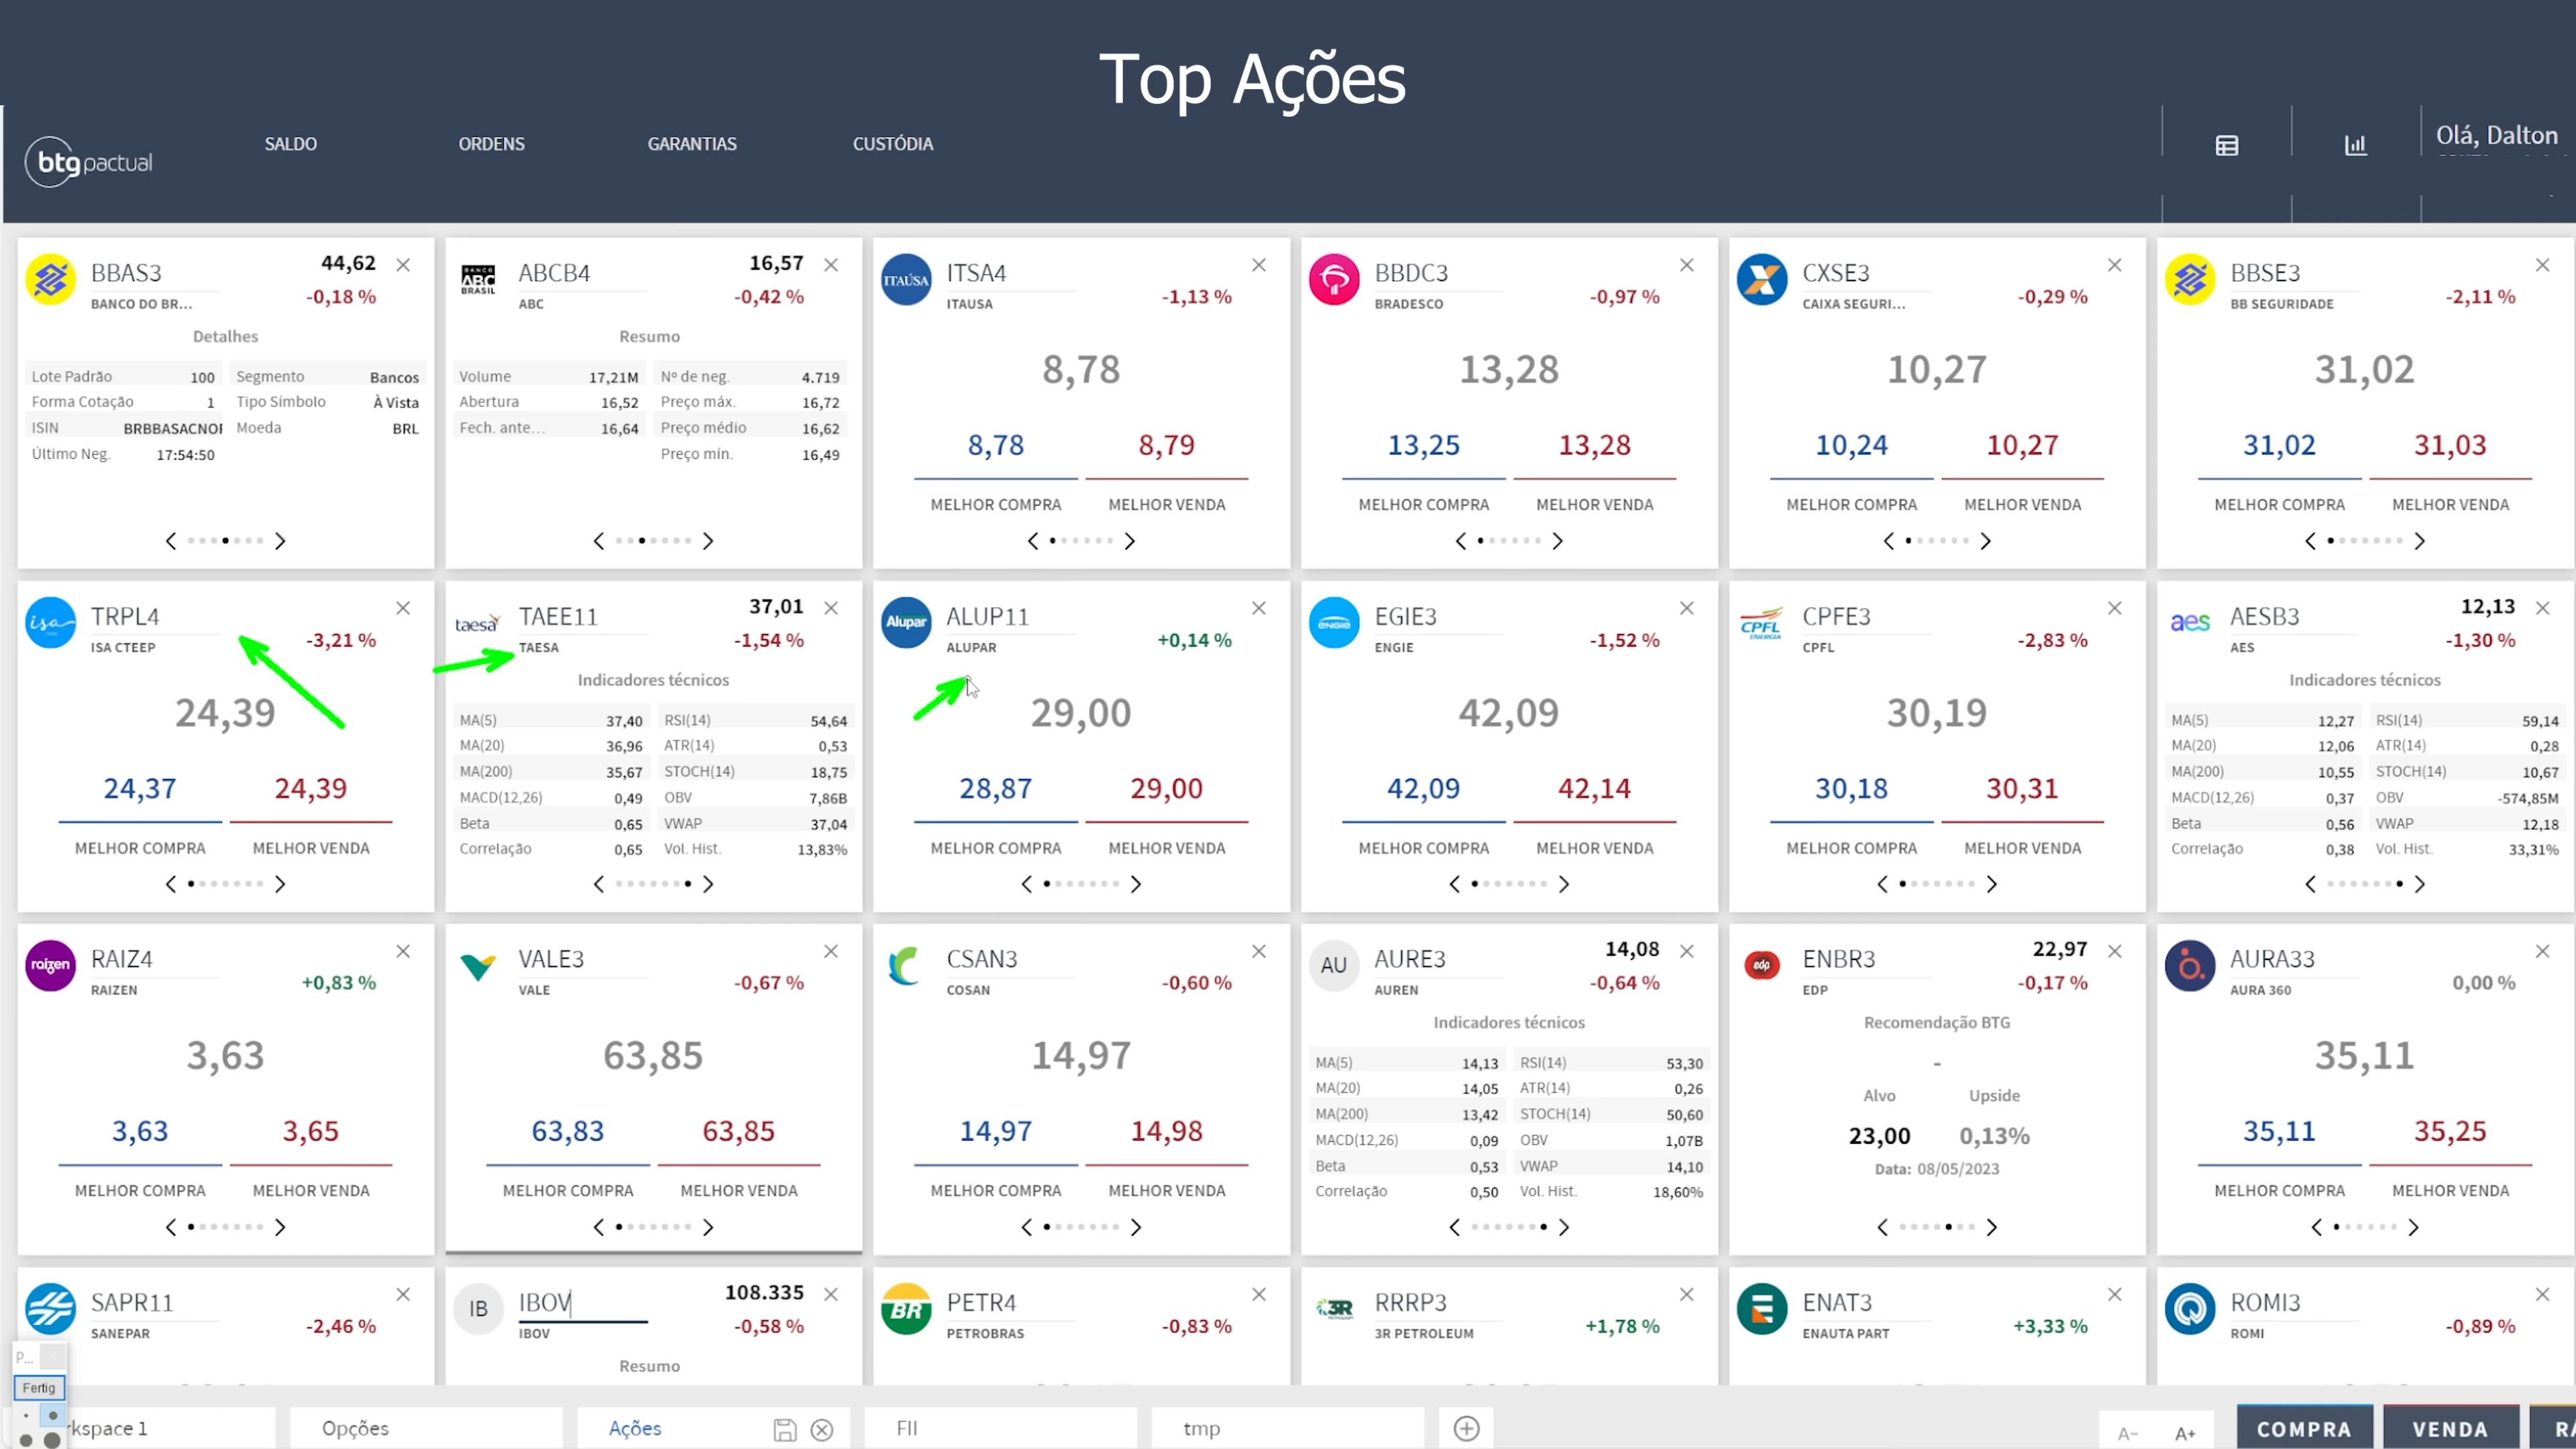 Top Ações
btg pactual
SALDO
ORDENS
GARANTIAS
CUSTÓDIA
Olá, Dalton
BBAS3 44,62
BANCO DO BR... -0,18 %
Detalhes
Lote Padrão 100 Segmento Bancos
Forma Cotação 1 Tipo Símbolo À Vista
ISIN BRBBASACNO Moeda BRL
Último Neg. 17:54:50
BANCO ABC BRASIL
ABCB4 16,57
ABC -0,42 %
Resumo
Volume 17,21M Nº de neg. 4.719
Abertura 16,52 Preço máx. 16,72
Fech. ante... 16,64 Preço médio 16,62
Preço mín. 16,49
ITAÚSA
ITSA4
ITAUSA -1,13 %
8,78
8,78 8,79
MELHOR COMPRA MELHOR VENDA
BBDC3
BRADESCO -0,97 %
13,28
13,25 13,28
MELHOR COMPRA MELHOR VENDA
CXSE3
CAIXA SEGURI... -0,29 %
10,27
10,24 10,27
MELHOR COMPRA MELHOR VENDA
BBSE3
BB SEGURIDADE -2,11 %
31,02
31,02 31,03
MELHOR COMPRA MELHOR VENDA
isa
TRPL4
ISA CTEEP -3,21 %
24,39
24,37 24,39
MELHOR COMPRA MELHOR VENDA
taesa
TAEE11 37,01
TAESA -1,54 %
Indicadores técnicos
MA(5) 37,40 RSI(14) 54,64
MA(20) 36,96 ATR(14) 0,53
MA(200) 35,67 STOCH(14) 18,75
MACD(12,26) 0,49 OBV 7,86B
Beta 0,65 VWAP 37,04
Correlação 0,65 Vol. Hist. 13,83%
Alupar
ALUP11
ALUPAR +0,14 %
29,00
28,87 29,00
MELHOR COMPRA MELHOR VENDA
ENGIE
EGIE3
ENGIE -1,52 %
42,09
42,09 42,14
MELHOR COMPRA MELHOR VENDA
CPFL ENERGIA
CPFE3
CPFL -2,83 %
30,19
30,18 30,31
MELHOR COMPRA MELHOR VENDA
aes
AESB3 12,13
AES -1,30 %
Indicadores técnicos
MA(5) 12,27 RSI(14) 59,14
MA(20) 12,06 ATR(14) 0,28
MA(200) 10,55 STOCH(14) 10,67
MACD(12,26) 0,37 OBV -574,85M
Beta 0,56 VWAP 12,18
Correlação 0,38 Vol. Hist. 33,31%
raízen
RAIZ4
RAIZEN +0,83 %
3,63
3,63 3,65
MELHOR COMPRA MELHOR VENDA
VALE3
VALE -0,67 %
63,85
63,83 63,85
MELHOR COMPRA MELHOR VENDA
CSAN3
COSAN -0,60 %
14,97
14,97 14,98
MELHOR COMPRA MELHOR VENDA
AU
AURE3 14,08
AUREN -0,64 %
Indicadores técnicos
MA(5) 14,13 RSI(14) 53,30
MA(20) 14,05 ATR(14) 0,26
MA(200) 13,42 STOCH(14) 50,60
MACD(12,26) 0,09 OBV 1,07B
Beta 0,53 VWAP 14,10
Correlação 0,50 Vol. Hist. 18,60%
edp
ENBR3 22,97
EDP -0,17 %
Recomendação BTG
-
Alvo Upside
23,00 0,13%
Data: 08/05/2023
AURA33
AURA 360 0,00 %
35,11
35,11 35,25
MELHOR COMPRA MELHOR VENDA
SAPR11
SANEPAR -2,46 %
IB
IBOV 108.335
IBOV -0,58 %
Resumo
BR
PETR4
PETROBRAS -0,83 %
3R
RRRP3
3R PETROLEUM +1,78 %
ENAT3
ENAUTA PART +3,33 %
ROMI3
ROMI -0,89 %
P...
Fertig
kspace 1
Opções
Ações
FII
tmp
A-
A+
COMPRA
VENDA